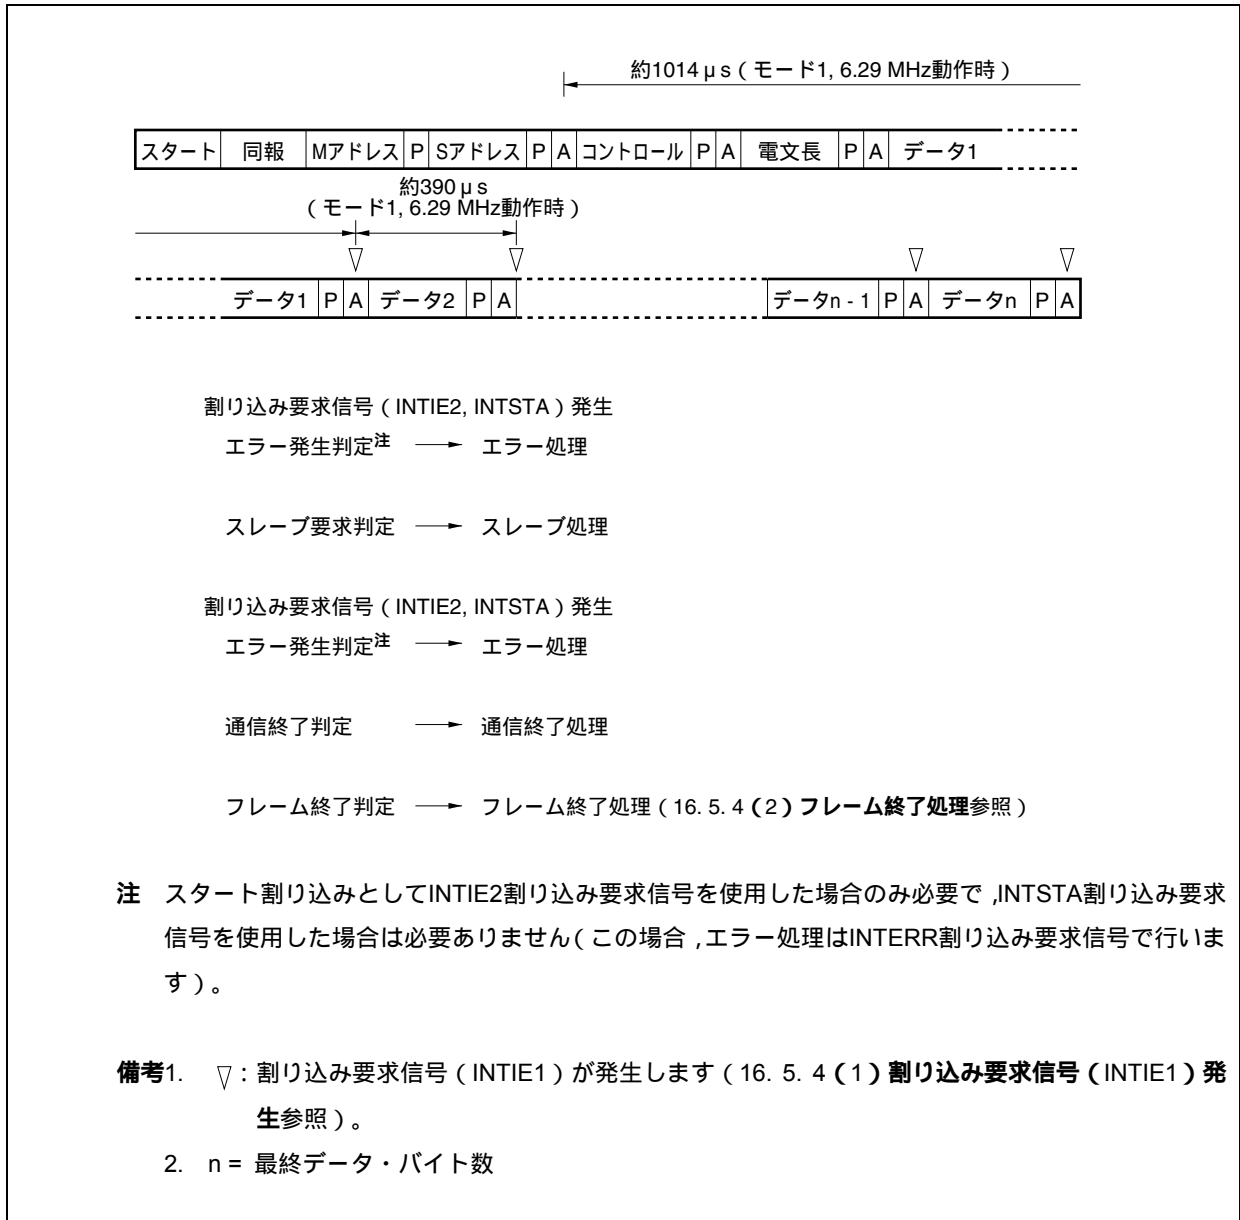 約1014 μs（モード1, 6.29 MHz動作時）
スタート 同報 Mアドレス P Sアドレス P A コントロール P A 電文長 P A データ1
約390 μs
（モード1, 6.29 MHz動作時）
データ1 P A データ2 P A データn - 1 P A データn P A
割り込み要求信号（INTIE2, INTSTA）発生
エラー発生判定注 → エラー処理
スレーブ要求判定 → スレーブ処理
割り込み要求信号（INTIE2, INTSTA）発生
エラー発生判定注 → エラー処理
通信終了判定 → 通信終了処理
フレーム終了判定 → フレーム終了処理（16. 5. 4（2）フレーム終了処理参照）
注 スタート割り込みとしてINTIE2割り込み要求信号を使用した場合のみ必要で，INTSTA割り込み要求
信号を使用した場合は必要ありません（この場合，エラー処理はINTERR割り込み要求信号で行いま
す）。
備考1. ▽：割り込み要求信号（INTIE1）が発生します（16. 5. 4（1）割り込み要求信号（INTIE1）発
生参照）。
2. n = 最終データ・バイト数